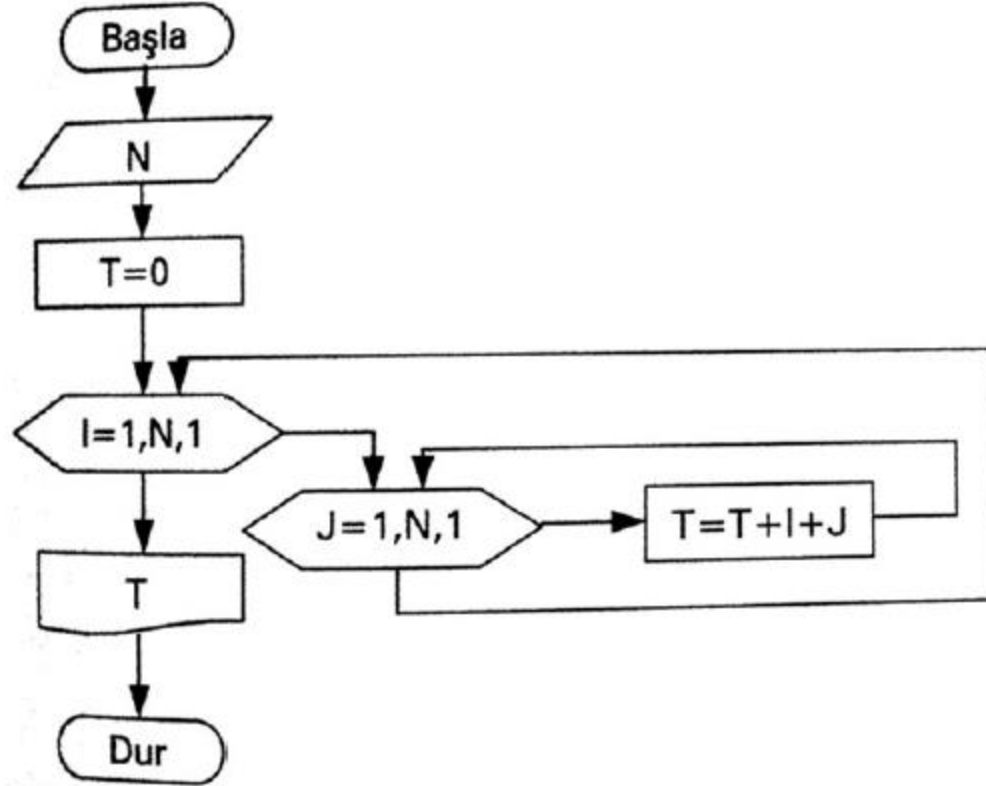 Başla
N
T=0
I=1,N,1
J=1,N,1
T=T+I+J
T
Dur